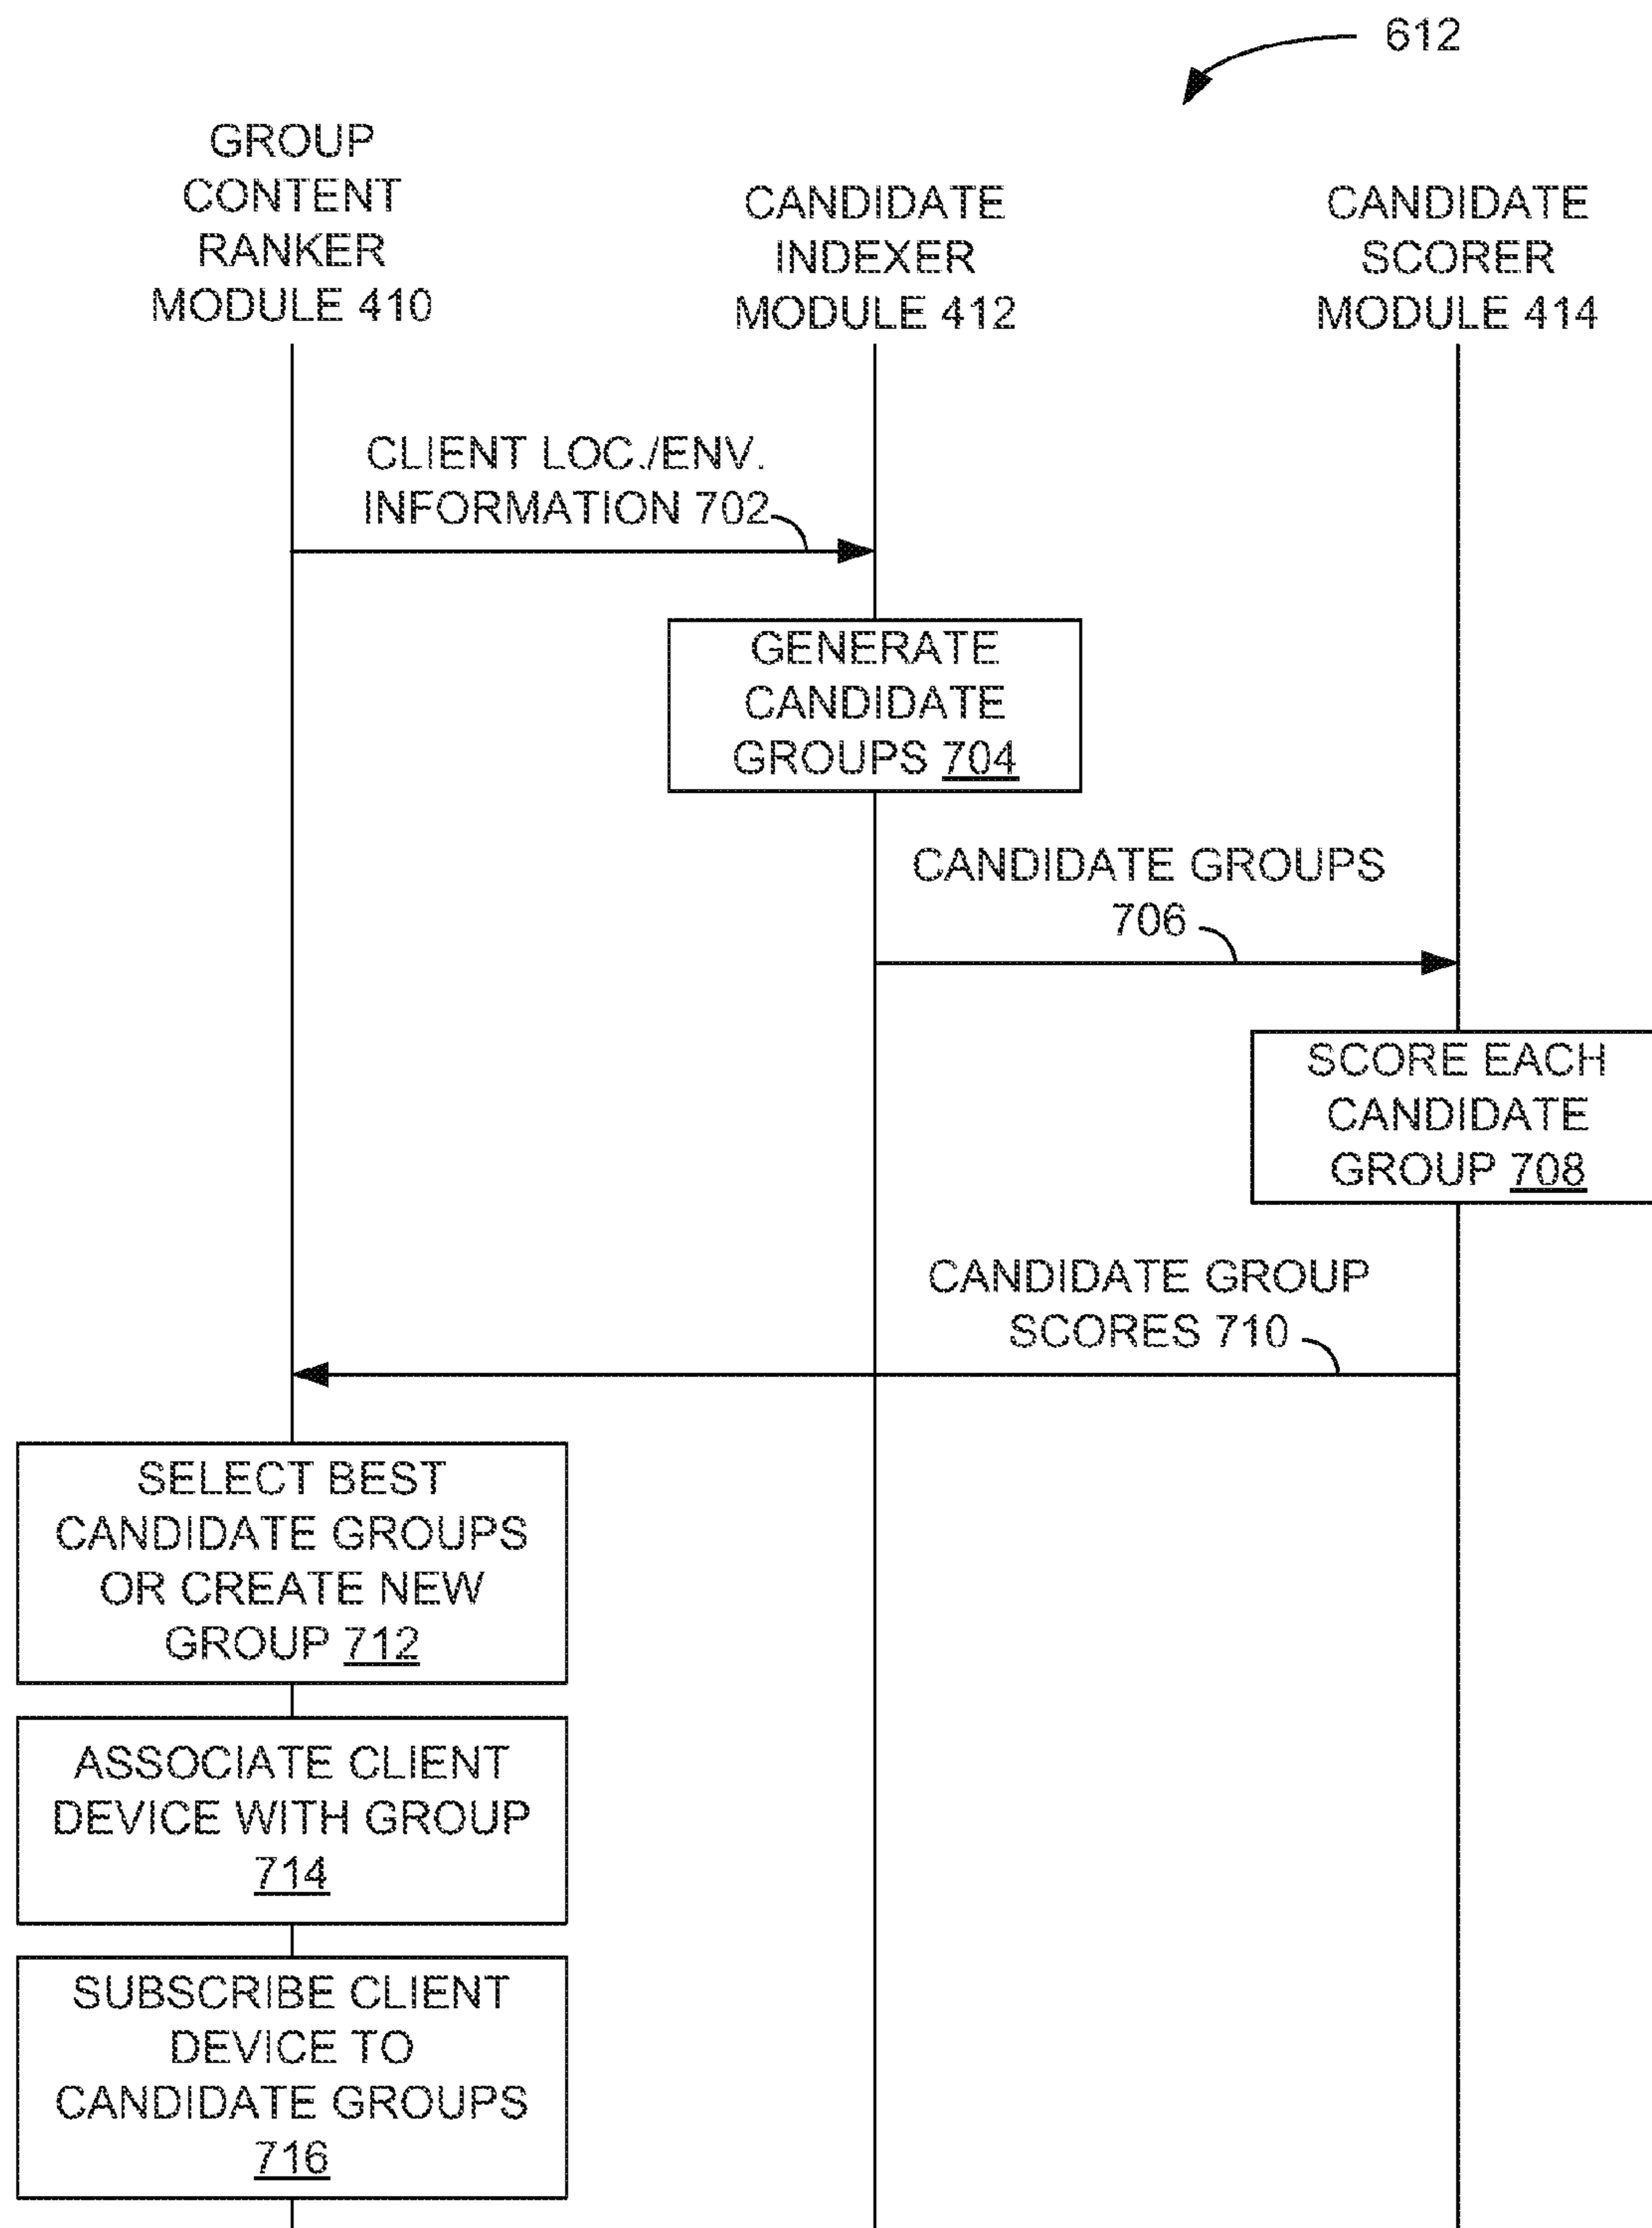 612
GROUP
CONTENT
RANKER
MODULE 410
CANDIDATE
INDEXER
MODULE 412
CANDIDATE
SCORER
MODULE 414
CLIENT LOC./ENV.
INFORMATION 702
GENERATE
CANDIDATE
GROUPS 704
CANDIDATE GROUPS
706
SCORE EACH
CANDIDATE
GROUP 708
CANDIDATE GROUP
SCORES 710
SELECT BEST
CANDIDATE GROUPS
OR CREATE NEW
GROUP 712
ASSOCIATE CLIENT
DEVICE WITH GROUP
714
SUBSCRIBE CLIENT
DEVICE TO
CANDIDATE GROUPS
716